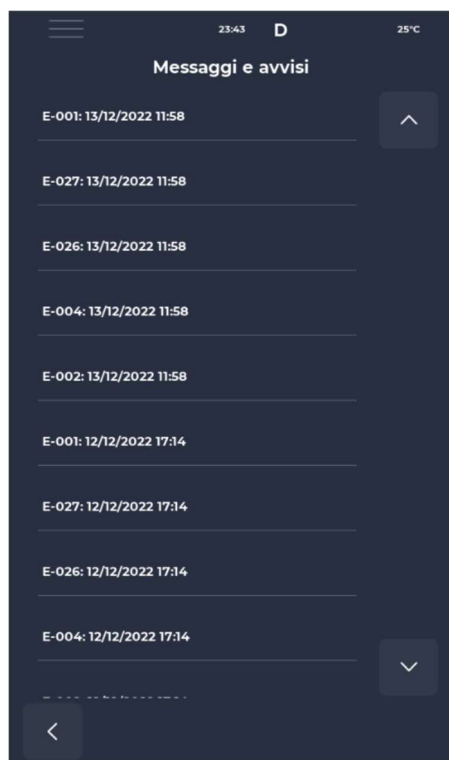 23:43 D 25°C
Messaggi e avvisi
E-001: 13/12/2022 11:58
E-027: 13/12/2022 11:58
E-026: 13/12/2022 11:58
E-004: 13/12/2022 11:58
E-002: 13/12/2022 11:58
E-001: 12/12/2022 17:14
E-027: 12/12/2022 17:14
E-026: 12/12/2022 17:14
E-004: 12/12/2022 17:14